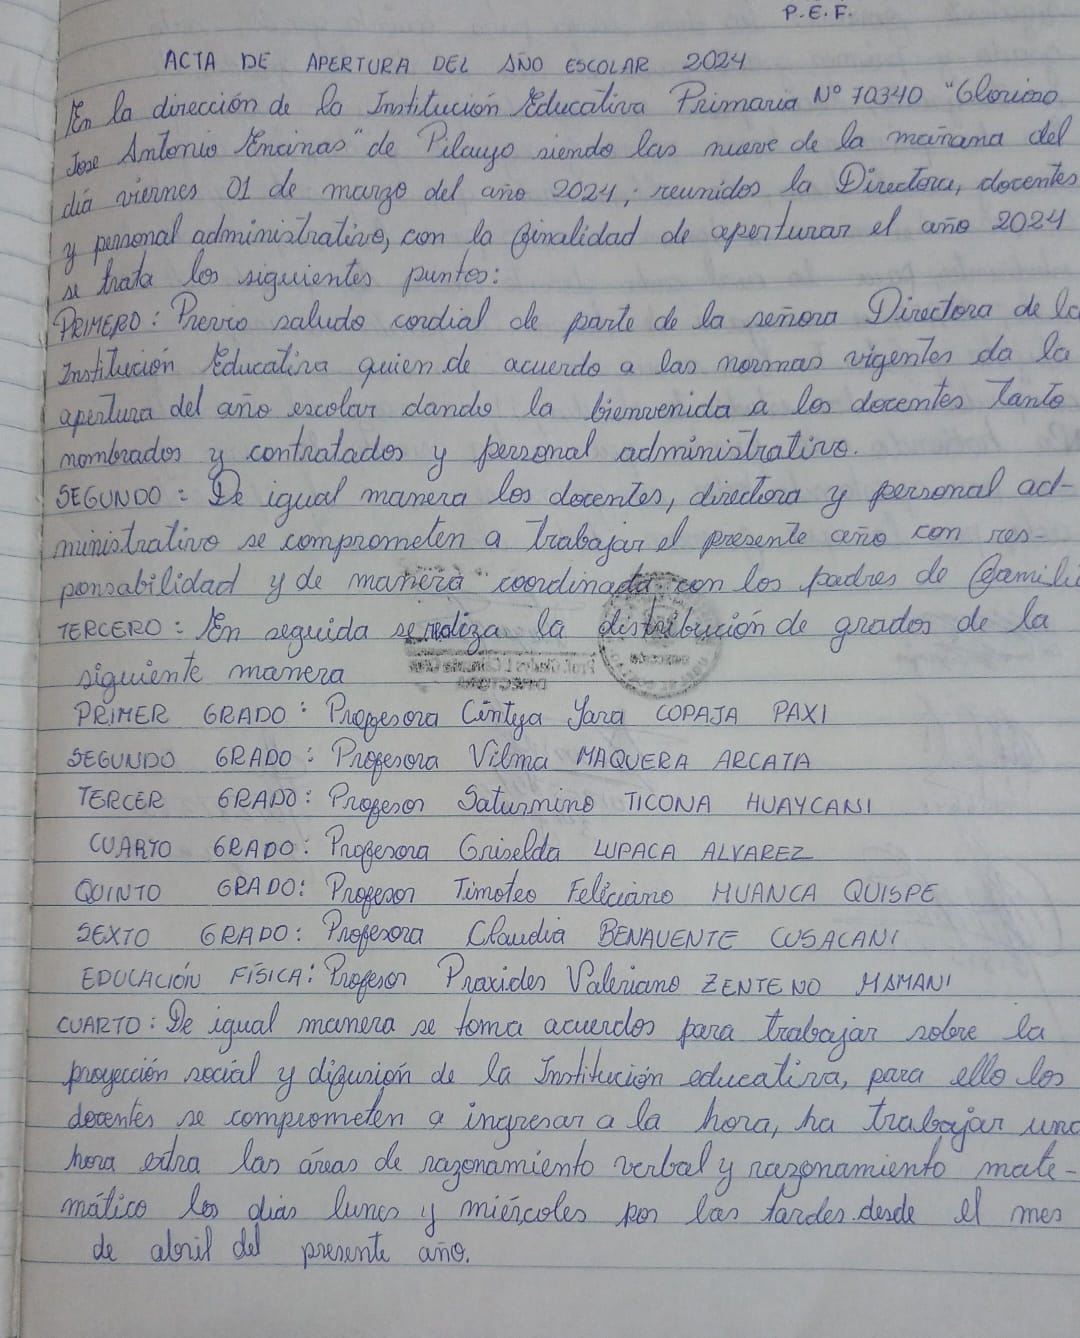 P.E.F.
ACTA DE APERTURA DEL AÑO ESCOLAR 2024
En la dirección de la Institución Educativa Primaria Nº 70340 "Glorioso
Jose Antonio Encinas" de Pilcuyo siendo las nueve de la mañana del
día viernes 01 de marzo del año 2024; reunidos la Directora, docentes
y personal administrativo, con la finalidad de aperturar el año 2024
se trata los siguientes puntos:
PRIMERO: Previo saludo cordial de parte de la señora Directora de la
Institución Educativa quien de acuerdo a las normas vigentes da la
apertura del año escolar dando la bienvenida a los docentes tanto
nombrados y contratados y personal administrativo.
SEGUNDO: De igual manera los docentes, directora y personal ad-
ministrativo se comprometen a trabajar el presente año con res-
ponsabilidad y de manera coordinada con los padres de famili
TERCERO: En seguida se realiza la distribución de grados de la
siguiente manera
PRIMER GRADO: Profesora Cintya Yara COPAJA PAXI
SEGUNDO GRADO: Profesora Vilma MAQUERA ARCATA
TERCER GRADO: Profesor Saturnino TICONA HUAYCANI
CUARTO GRADO: Profesora Griselda LUPACA ALVAREZ
QUINTO GRADO: Profesor Timoteo Feliciano HUANCA QUISPE
SEXTO GRADO: Profesora Claudia BENAVENTE CUSACANI
EDUCACIÓN FÍSICA: Profesor Praxides Valeriano ZENTENO MAMANI
CUARTO: De igual manera se toma acuerdos para trabajar sobre la
proyección social y difusión de la Institución educativa, para ello los
docentes se comprometen a ingresar a la hora, ha trabajar una
hora extra las áreas de razonamiento verbal y razonamiento mate-
mático los dias lunes y miércoles por las tardes desde el mes
de abril del presente año.